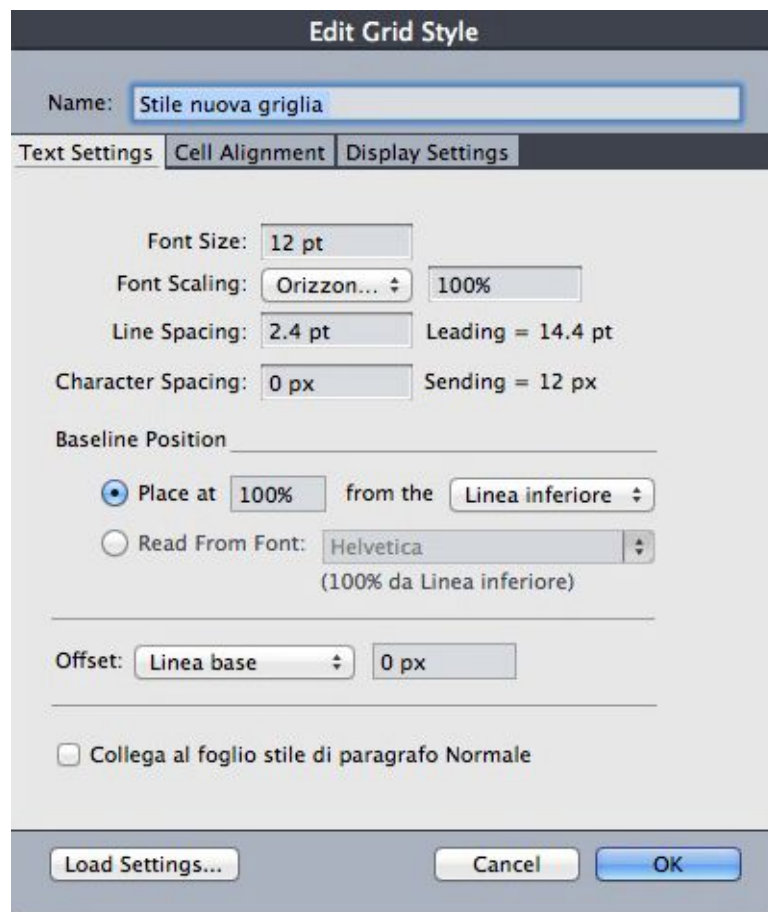 Edit Grid Style
Name: Stile nuova griglia
Text Settings Cell Alignment Display Settings
Font Size: 12 pt
Font Scaling: Orizzon... 100%
Line Spacing: 2.4 pt Leading = 14.4 pt
Character Spacing: 0 px Sending = 12 px
Baseline Position
Place at 100% from the Linea inferiore
Read From Font: Helvetica
(100% da Linea inferiore)
Offset: Linea base 0 px
Collega al foglio stile di paragrafo Normale
Load Settings... Cancel OK